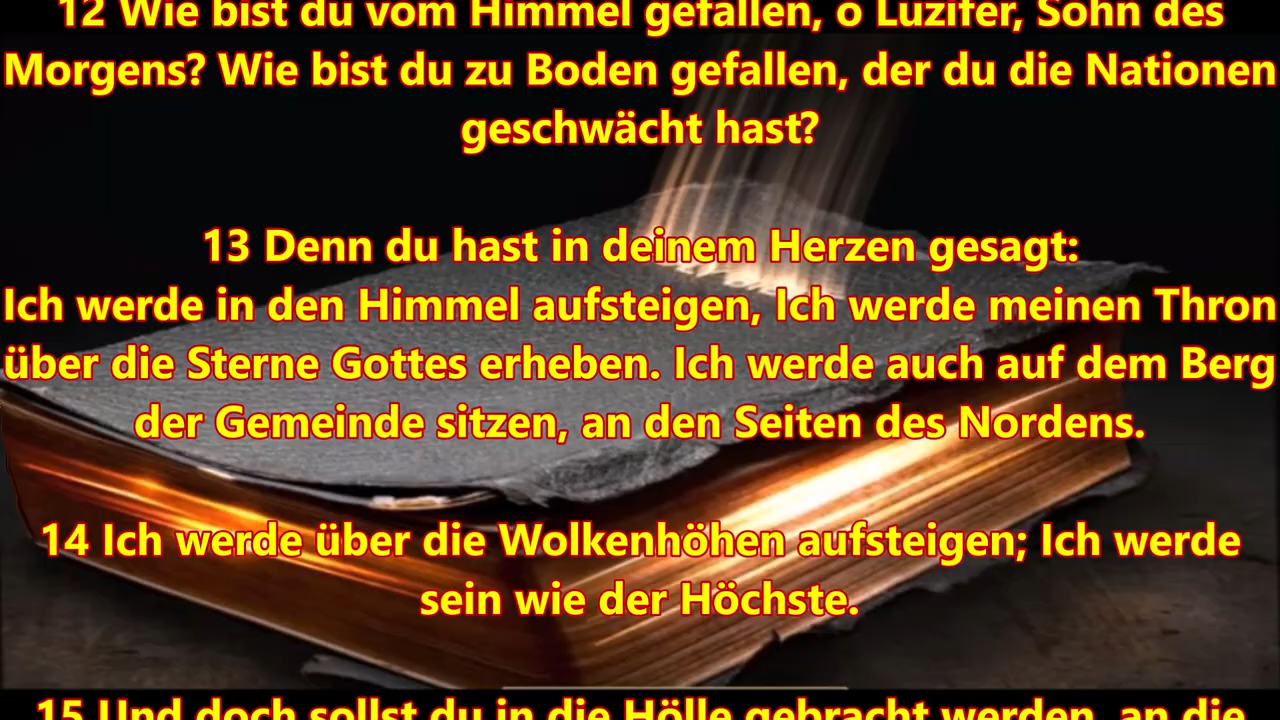 12 Wie bist du vom Himmel gefallen, o Luzifer, Sohn des
Morgens? Wie bist du zu Boden gefallen, der du die Nationen
geschwächt hast?
13 Denn du hast in deinem Herzen gesagt:
Ich werde in den Himmel aufsteigen, Ich werde meinen Thron
über die Sterne Gottes erheben. Ich werde auch auf dem Berg
der Gemeinde sitzen, an den Seiten des Nordens.
14 Ich werde über die Wolkenhöhen aufsteigen; Ich werde
sein wie der Höchste.
15 Und doch sollst du in die Hölle gebracht werden, an die